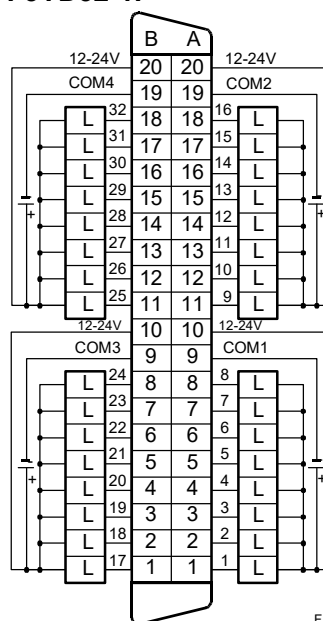 B A
12-24V 20 20 12-24V
COM4 19 19 COM2
L 32 18 18 16 L
L 31 17 17 15 L
L 30 16 16 14 L
L 29 15 15 13 L
L 28 14 14 12 L
L 27 13 13 11 L
L 26 12 12 10 L
L 25 11 11 9 L
12-24V 10 10 12-24V
COM3 9 9 COM1
L 24 8 8 8 L
L 23 7 7 7 L
L 22 6 6 6 L
L 21 5 5 5 L
L 20 4 4 4 L
L 19 3 3 3 L
L 18 2 2 2 L
L 17 1 1 1 L
+ +
+ +